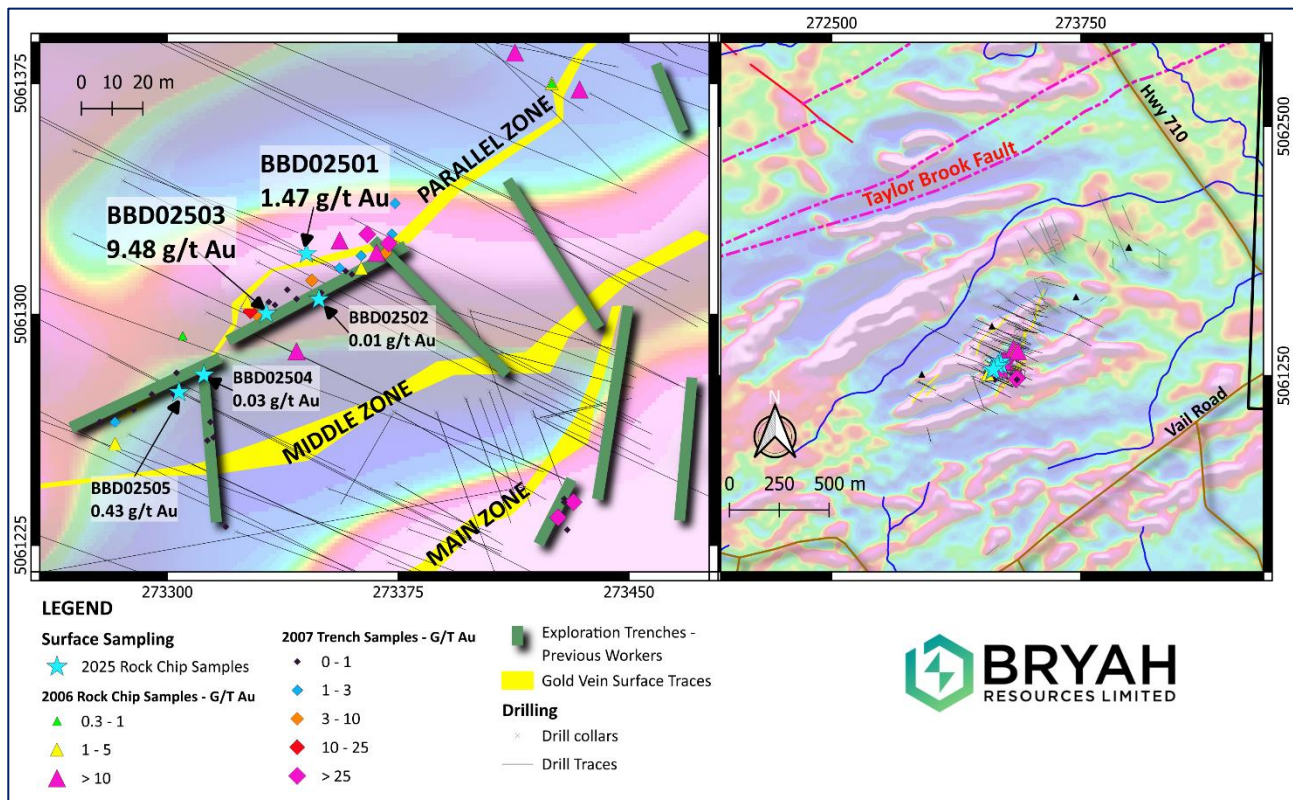 272500
273750
5061375
0 10 20 m
PARALLEL ZONE
BBD02501
1.47 g/t Au
BBD02503
9.48 g/t Au
5061300
BBD02502
0.01 g/t Au
BBD02504
0.03 g/t Au
MIDDLE ZONE
BBD02505
0.43 g/t Au
MAIN ZONE
5061225
273300
273375
273450
Hwy 710
5062500
Taylor Brook Fault
5061250
Vail Road
N
0 250 500 m
LEGEND
Surface Sampling
2025 Rock Chip Samples
2006 Rock Chip Samples - G/T Au
0.3 - 1
1 - 5
> 10
2007 Trench Samples - G/T Au
0 - 1
1 - 3
3 - 10
10 - 25
> 25
Exploration Trenches -
Previous Workers
Gold Vein Surface Traces
Drilling
Drill collars
Drill Traces
BRYAH
RESOURCES LIMITED